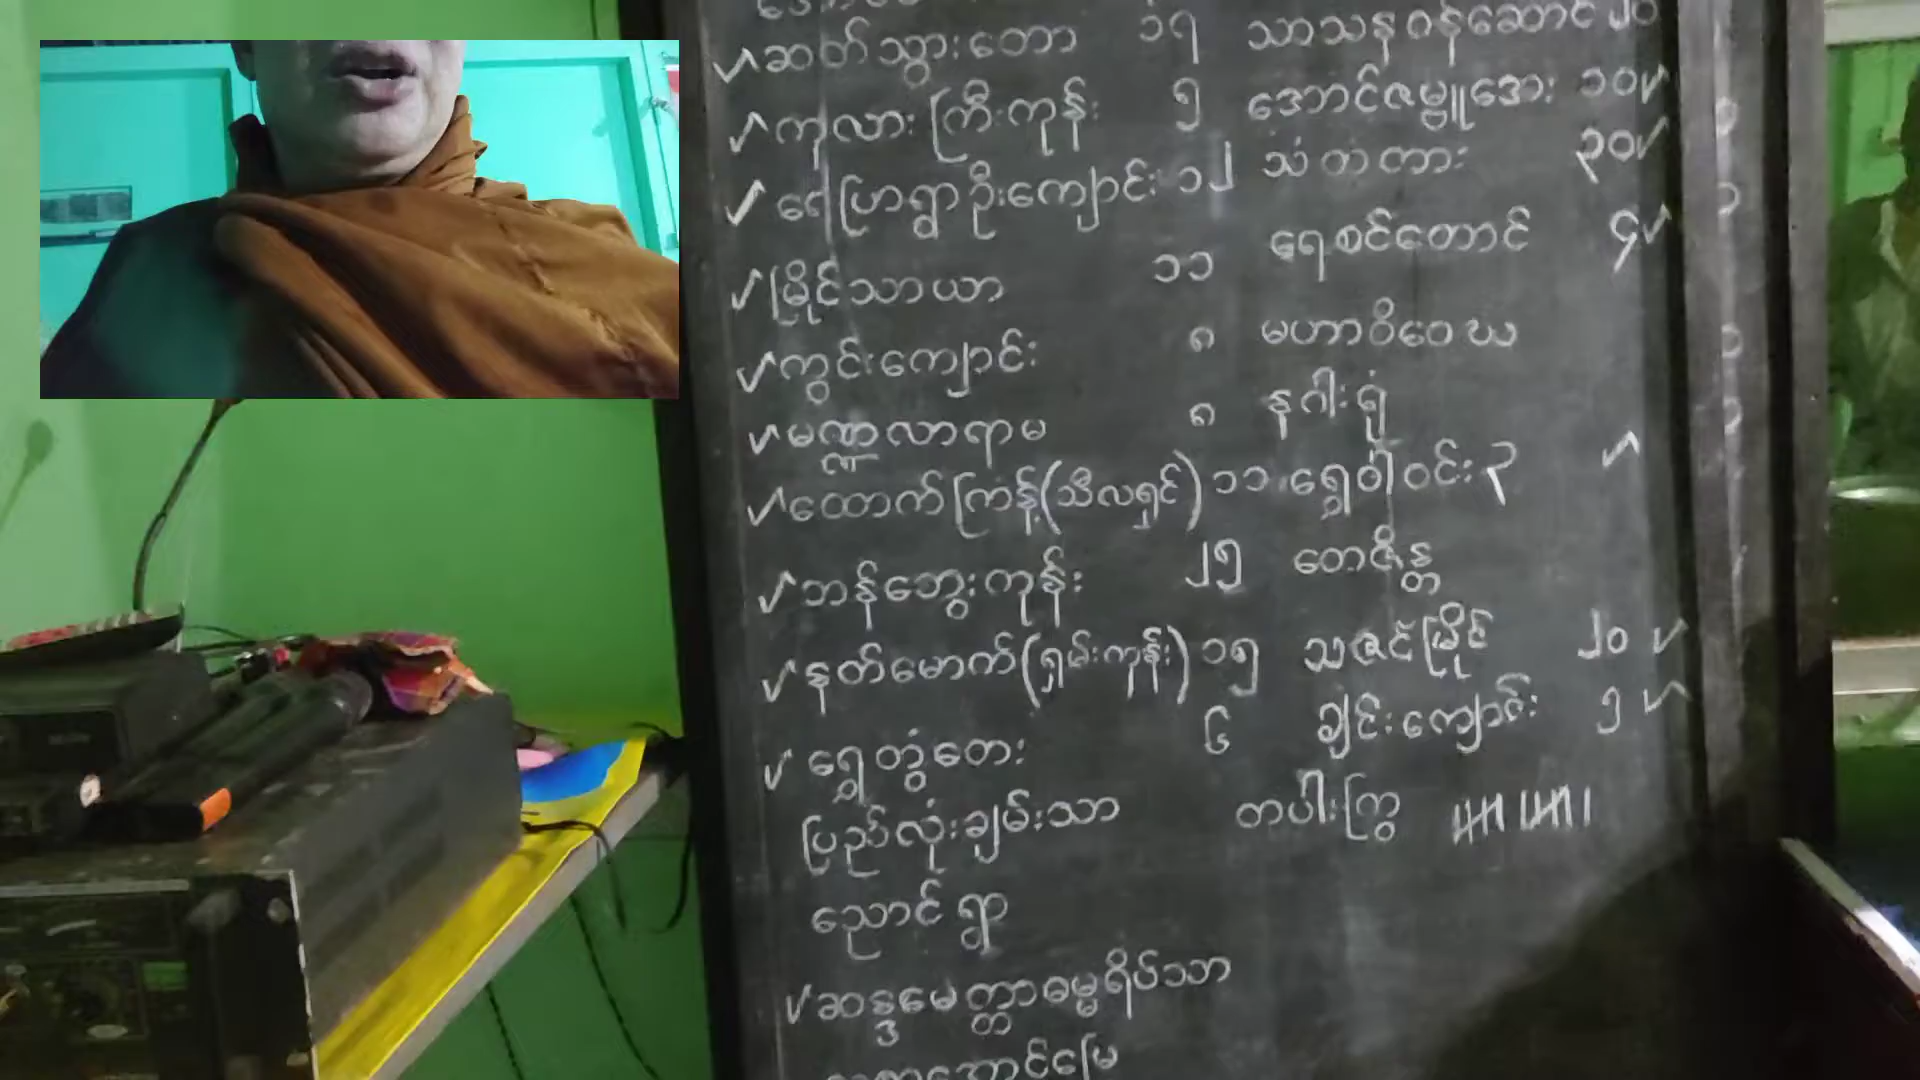 ဆတ်သွားတော ၁၇ သာသနဝန်ဆောင် ၂၀
ကုလားကြီးကုန်း ၅ အောင်ဇမ္ဗူအေး ၁၀
ရေပြာရွာဦးကျောင်း ၁၂ သံတံတား ၃၀
မြိုင်သာယာ ၁၁ ရေစင်တောင် ၄
ကွင်းကျောင်း ၈ မဟာဝိဝေယ
မဏ္ဍလာရာမ ၈ နဂါးရုံ
ထောက်ကြန့်(သီလရှင်) ၁၁ ရွှေဝါဝင်း ၃
ဘန်ဘွေးကုန်း ၂၅ တေဇိန္တ
နတ်မောက်(ရှမ်းကုန်း) ၁၅ သဇင်မြိုင် ၂၀
ရွှေတွံတေး ၆ ချင်းကျောင်း ၅
ပြည်လုံးချမ်းသာ တပါးကြွ
ညောင်ရွာ
ဆန္ဒမေတ္တာဓမ္မရိပ်သာ
အောင်မြေ